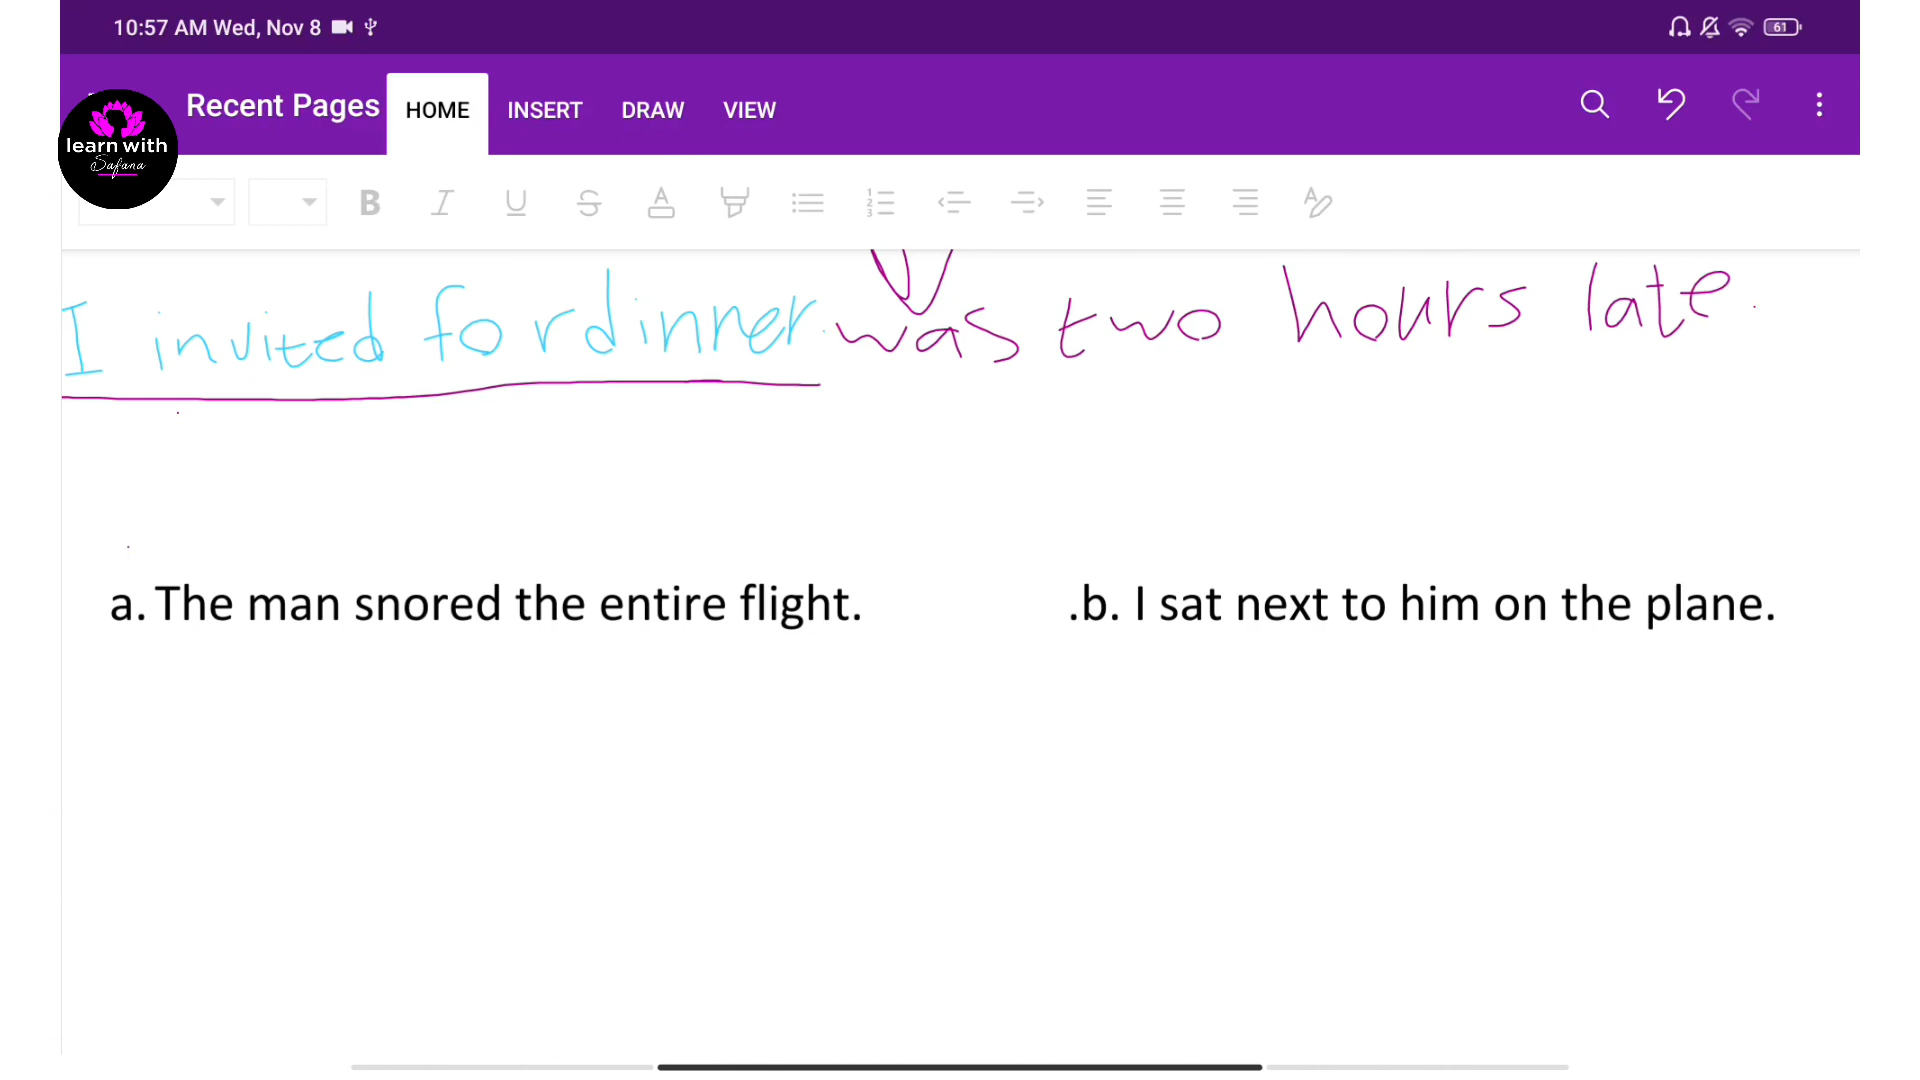 10:57 AM Wed, Nov 8
61
Recent Pages HOME INSERT DRAW VIEW
learn with
Safana
I invited for dinner was two hours late.
a. The man snored the entire flight. .b. I sat next to him on the plane.